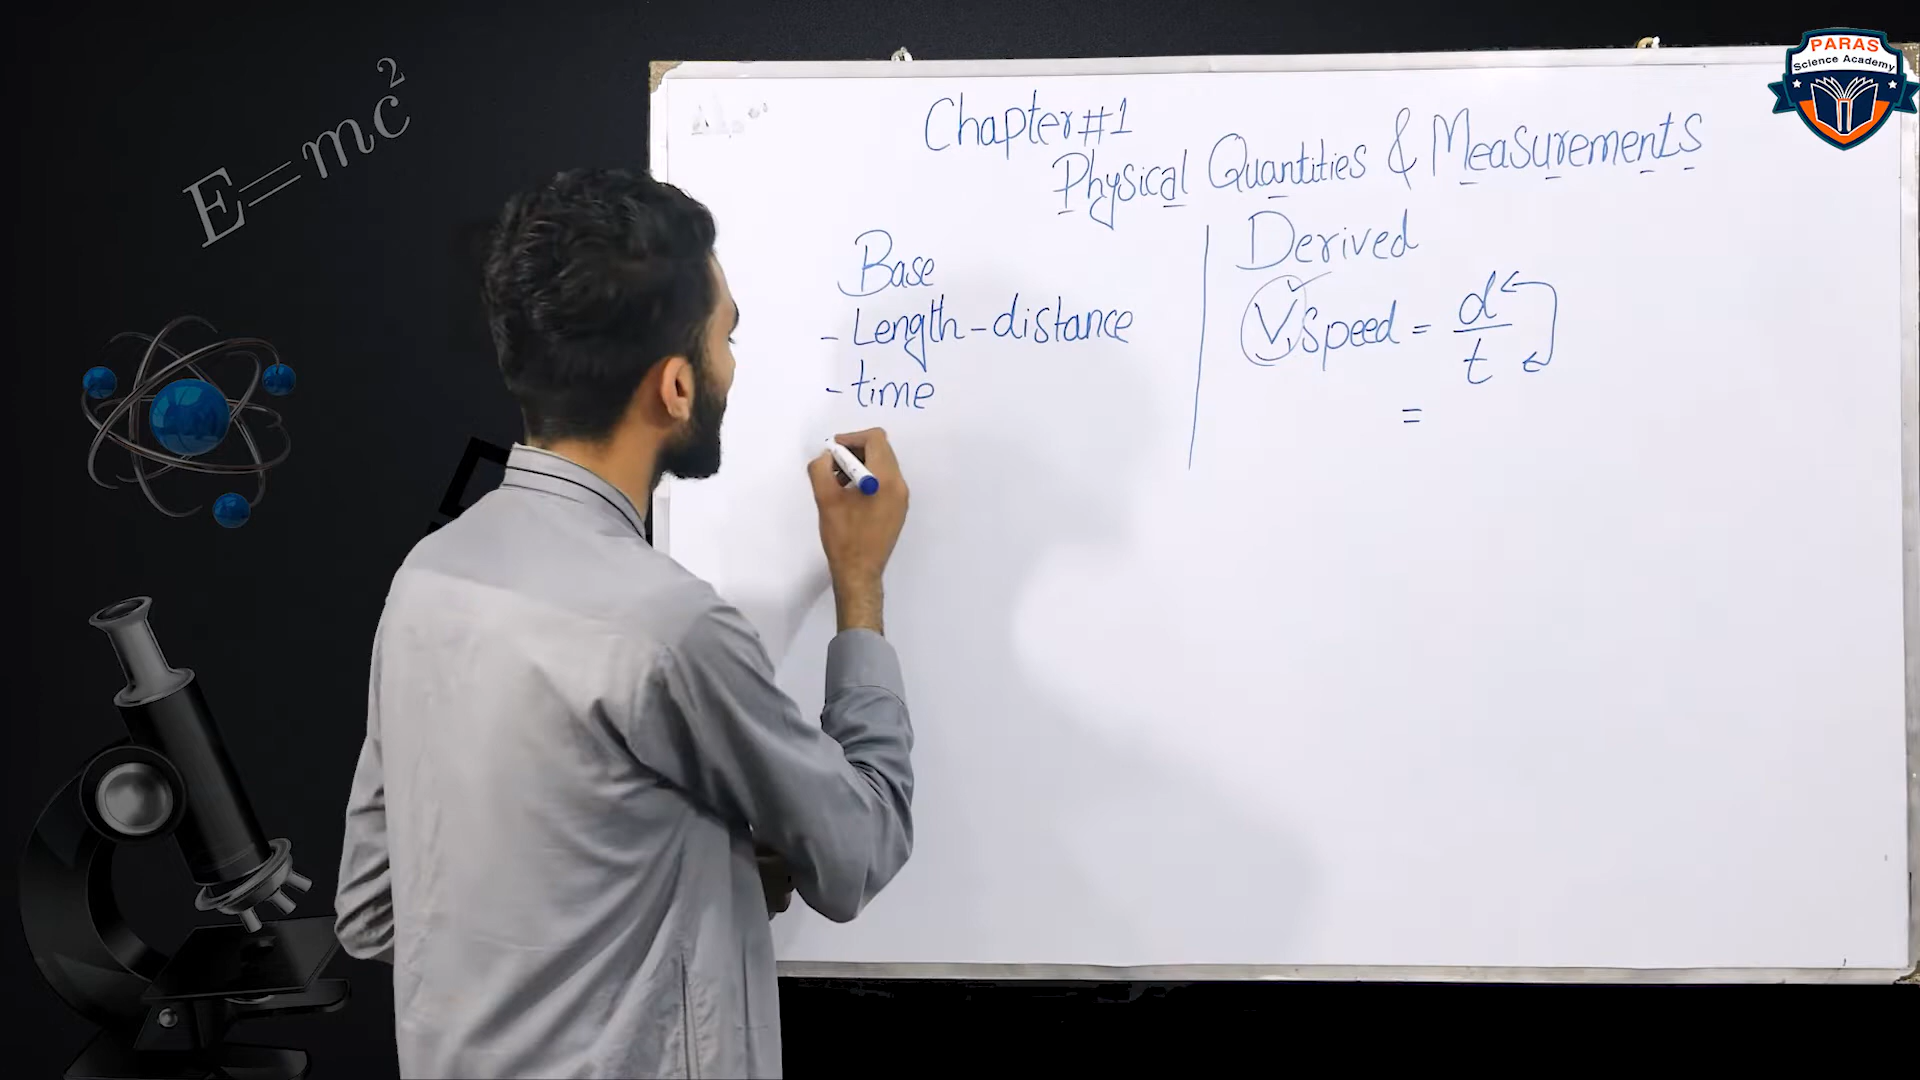 E=mc²
PARAS
Science Academy
Chapter#1
Physical Quantities & Measurements
Base
- Length-distance
- time
Derived
V Speed = d/t
=